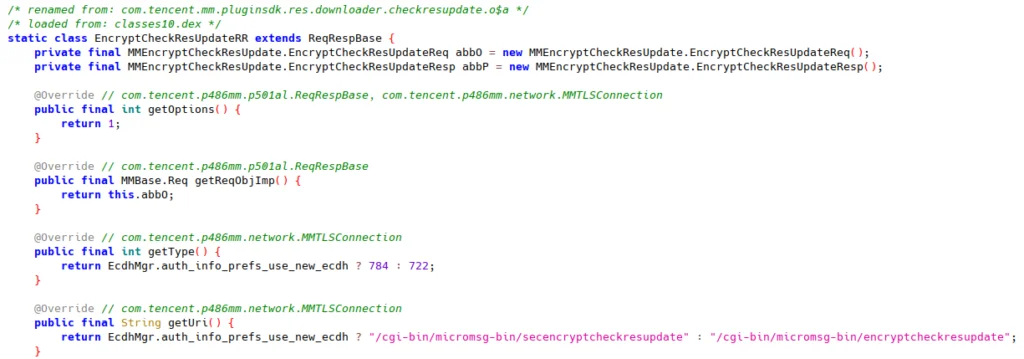 /* renamed from: com.tencent.mm.pluginsdk.res.downloader.checkresupdate.o$a */
/* loaded from: classes10.dex */
static class EncryptCheckResUpdateRR extends ReqRespBase {
    private final MMEncryptCheckResUpdate.EncryptCheckResUpdateReq abbO = new MMEncryptCheckResUpdate.EncryptCheckResUpdateReq();
    private final MMEncryptCheckResUpdate.EncryptCheckResUpdateResp abbP = new MMEncryptCheckResUpdate.EncryptCheckResUpdateResp();

    @Override // com.tencent.p486mm.p501al.ReqRespBase, com.tencent.p486mm.network.MMTLSConnection
    public final int getOptions() {
        return 1;
    }

    @Override // com.tencent.p486mm.p501al.ReqRespBase
    public final MMBase.Req getReqObjImp() {
        return this.abbO;
    }

    @Override // com.tencent.p486mm.network.MMTLSConnection
    public final int getType() {
        return EcdhMgr.auth_info_prefs_use_new_ecdh ? 784 : 722;
    }

    @Override // com.tencent.p486mm.network.MMTLSConnection
    public final String getUri() {
        return EcdhMgr.auth_info_prefs_use_new_ecdh ? "/cgi-bin/micromsg-bin/secencryptcheckresupdate" : "/cgi-bin/micromsg-bin/encryptcheckresupdate";
    }